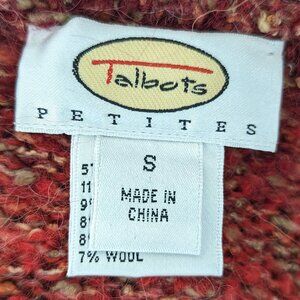 Talbots
PETITES
S
MADE IN
CHINA
7% WOOL